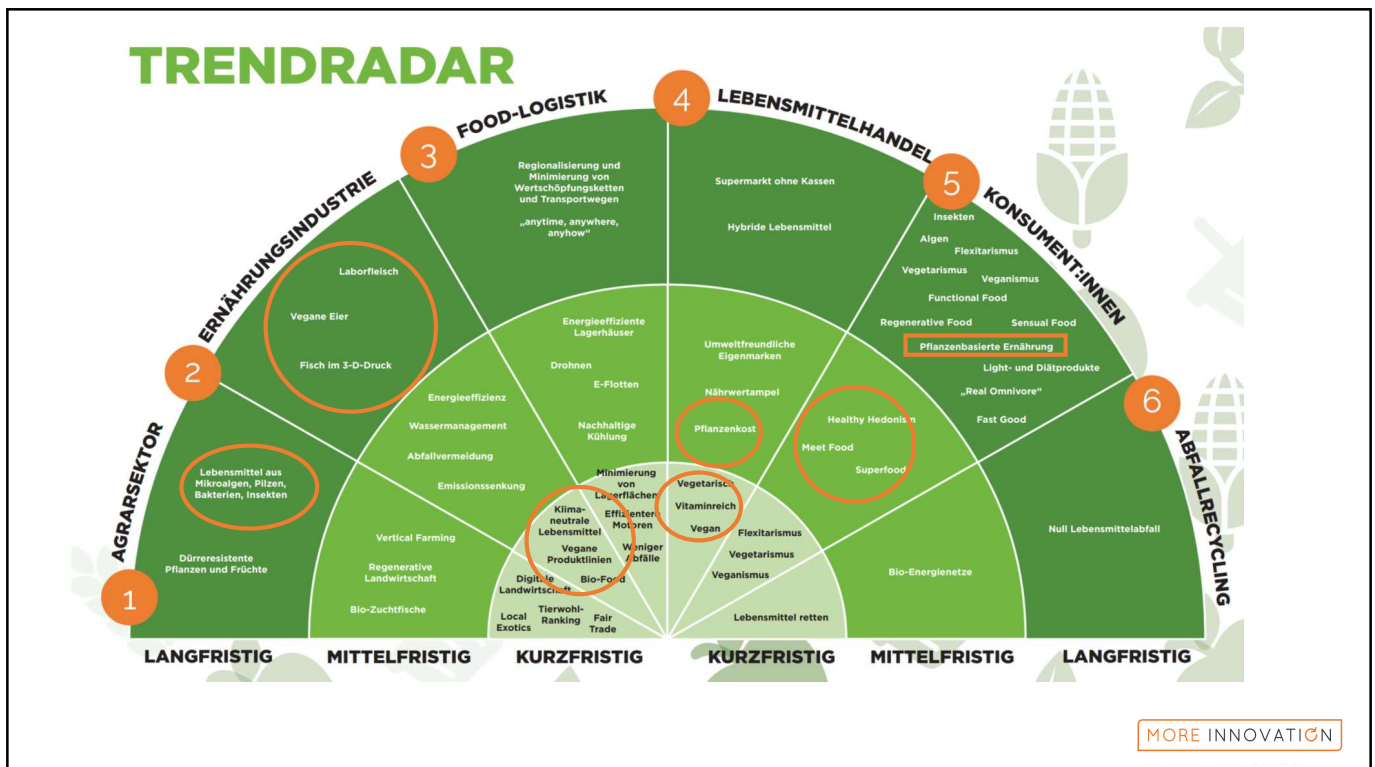 TRENDRADAR
1
AGRARSEKTOR
Lebensmittel aus
Mikroalgen, Pilzen,
Bakterien, Insekten
Dürreresistente
Pflanzen und Früchte
Vertical Farming
Regenerative
Landwirtschaft
Bio-Zuchtfische
Digitale
Landwirtschaft
Bio-Food
Local
Exotics
Tierwohl-
Ranking
Fair
Trade
2
ERNÄHRUNGSINDUSTRIE
Laborfleisch
Vegane Eier
Fisch im 3-D-Druck
Energieeffizienz
Wassermanagement
Abfallvermeidung
Emissionssenkung
Klima-
neutrale
Lebensmittel
Vegane
Produktlinien
3
FOOD-LOGISTIK
Regionalisierung und
Minimierung von
Wertschöpfungsketten
und Transportwegen
„anytime, anywhere,
anyhow“
Energieeffiziente
Lagerhäuser
Drohnen
E-Flotten
Nachhaltige
Kühlung
Minimierung
von
Lagerflächen
Effizientere
Motoren
Weniger
Abfälle
4
LEBENSMITTELHANDEL
Supermarkt ohne Kassen
Hybride Lebensmittel
Umweltfreundliche
Eigenmarken
Nährwertampel
Pflanzenkost
Vegetarisch
Vitaminreich
Vegan
5
KONSUMENT:INNEN
Insekten
Algen
Flexitarismus
Vegetarismus
Veganismus
Functional Food
Regenerative Food
Sensual Food
Pflanzenbasierte Ernährung
Light- und Diätprodukte
„Real Omnivore“
Fast Good
Healthy Hedonism
Meet Food
Superfood
Flexitarismus
Vegetarismus
Veganismus
6
ABFALLRECYCLING
Null Lebensmittelabfall
Bio-Energienetze
Lebensmittel retten
LANGFRISTIG MITTELFRISTIG KURZFRISTIG KURZFRISTIG MITTELFRISTIG LANGFRISTIG
MORE INNOVATION